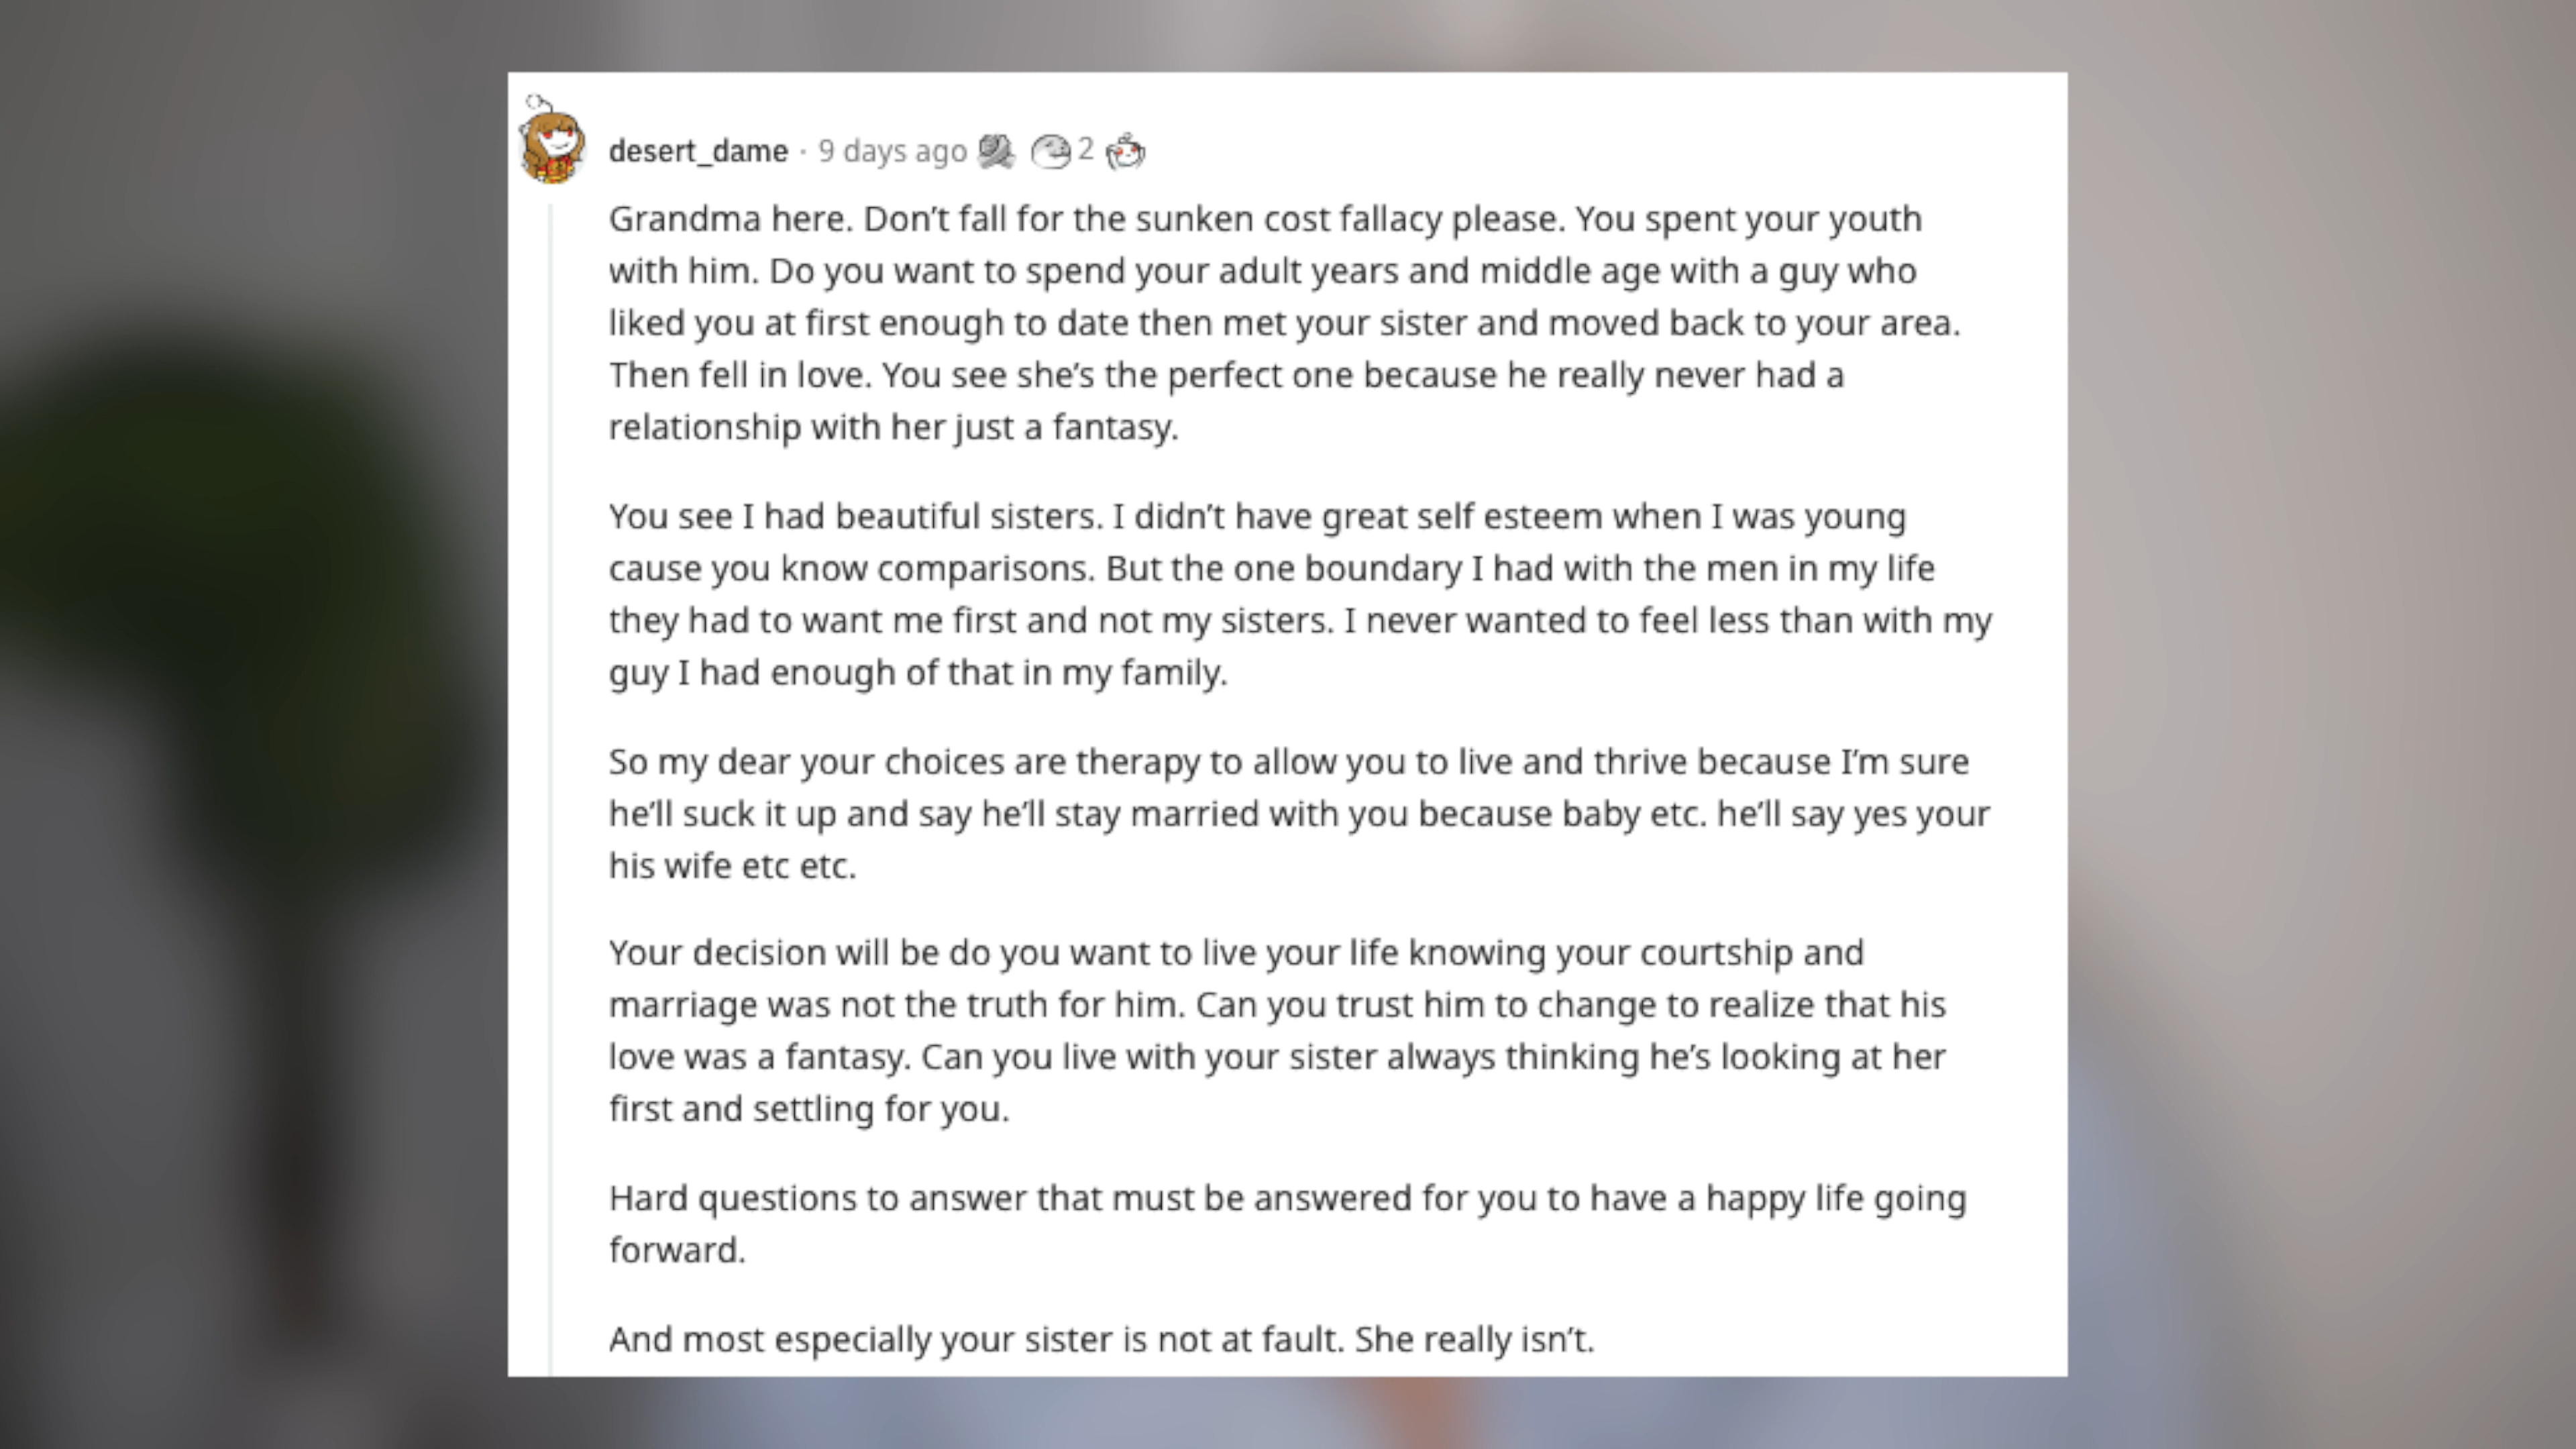 desert_dame · 9 days ago 2
Grandma here. Don’t fall for the sunken cost fallacy please. You spent your youth
with him. Do you want to spend your adult years and middle age with a guy who
liked you at first enough to date then met your sister and moved back to your area.
Then fell in love. You see she’s the perfect one because he really never had a
relationship with her just a fantasy.
You see I had beautiful sisters. I didn’t have great self esteem when I was young
cause you know comparisons. But the one boundary I had with the men in my life
they had to want me first and not my sisters. I never wanted to feel less than with my
guy I had enough of that in my family.
So my dear your choices are therapy to allow you to live and thrive because I’m sure
he’ll suck it up and say he’ll stay married with you because baby etc. he’ll say yes your
his wife etc etc.
Your decision will be do you want to live your life knowing your courtship and
marriage was not the truth for him. Can you trust him to change to realize that his
love was a fantasy. Can you live with your sister always thinking he’s looking at her
first and settling for you.
Hard questions to answer that must be answered for you to have a happy life going
forward.
And most especially your sister is not at fault. She really isn’t.